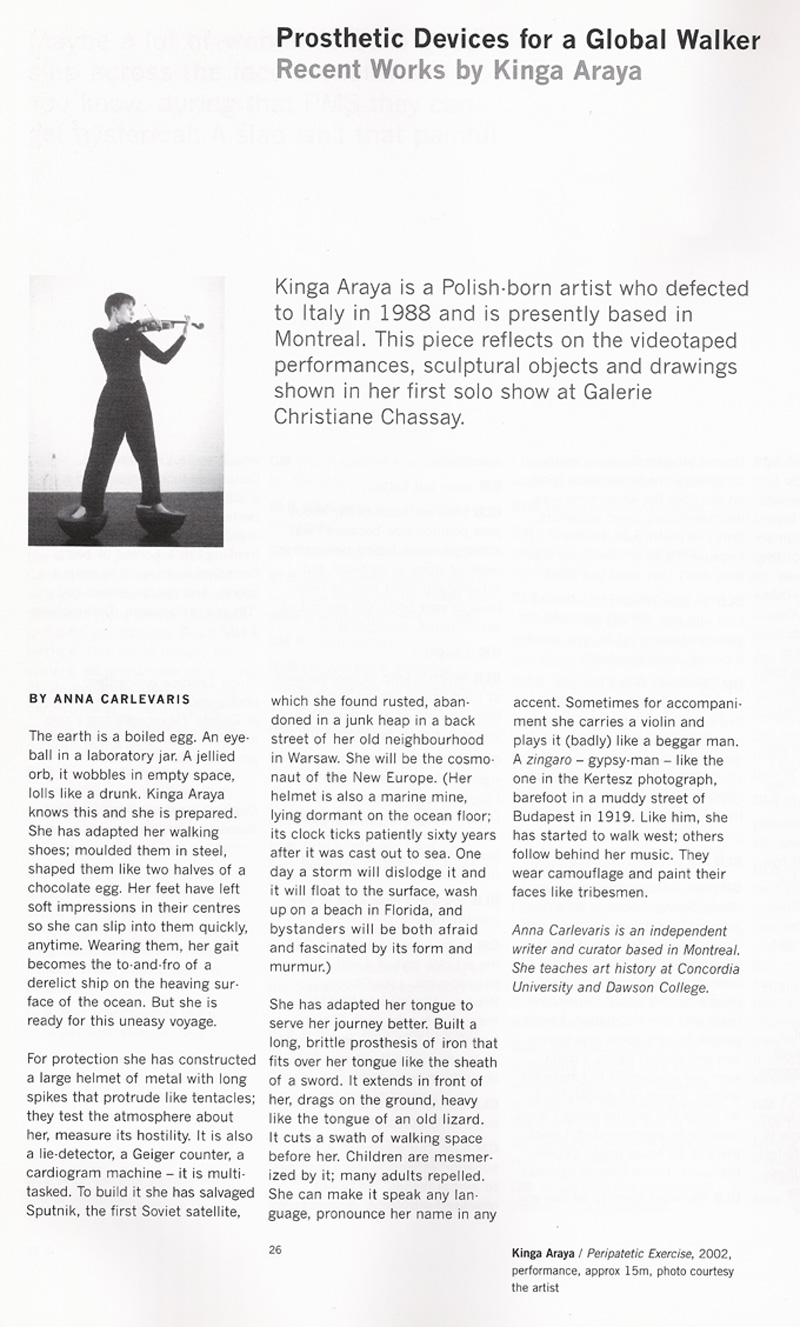 Prosthetic Devices for a Global Walker
Recent Works by Kinga Araya
Kinga Araya is a Polish-born artist who defected
to Italy in 1988 and is presently based in
Montreal. This piece reflects on the videotaped
performances, sculptural objects and drawings
shown in her first solo show at Galerie
Christiane Chassay.
BY ANNA CARLEVARIS
The earth is a boiled egg. An eye-
ball in a laboratory jar. A jellied
orb, it wobbles in empty space,
lolls like a drunk. Kinga Araya
knows this and she is prepared.
She has adapted her walking
shoes; moulded them in steel,
shaped them like two halves of a
chocolate egg. Her feet have left
soft impressions in their centres
so she can slip into them quickly,
anytime. Wearing them, her gait
becomes the to-and-fro of a
derelict ship on the heaving sur-
face of the ocean. But she is
ready for this uneasy voyage.
For protection she has constructed
a large helmet of metal with long
spikes that protrude like tentacles;
they test the atmosphere about
her, measure its hostility. It is also
a lie-detector, a Geiger counter, a
cardiogram machine – it is multi-
tasked. To build it she has salvaged
Sputnik, the first Soviet satellite,
which she found rusted, aban-
doned in a junk heap in a back
street of her old neighbourhood
in Warsaw. She will be the cosmo-
naut of the New Europe. (Her
helmet is also a marine mine,
lying dormant on the ocean floor;
its clock ticks patiently sixty years
after it was cast out to sea. One
day a storm will dislodge it and
it will float to the surface, wash
up on a beach in Florida, and
bystanders will be both afraid
and fascinated by its form and
murmur.)
She has adapted her tongue to
serve her journey better. Built a
long, brittle prosthesis of iron that
fits over her tongue like the sheath
of a sword. It extends in front of
her, drags on the ground, heavy
like the tongue of an old lizard.
It cuts a swath of walking space
before her. Children are mesmer-
ized by it; many adults repelled.
She can make it speak any lan-
guage, pronounce her name in any
accent. Sometimes for accompani-
ment she carries a violin and
plays it (badly) like a beggar man.
A zingaro – gypsy-man – like the
one in the Kertesz photograph,
barefoot in a muddy street of
Budapest in 1919. Like him, she
has started to walk west; others
follow behind her music. They
wear camouflage and paint their
faces like tribesmen.
Anna Carlevaris is an independent
writer and curator based in Montreal.
She teaches art history at Concordia
University and Dawson College.
26
Kinga Araya / Peripatetic Exercise, 2002,
performance, approx 15m, photo courtesy
the artist